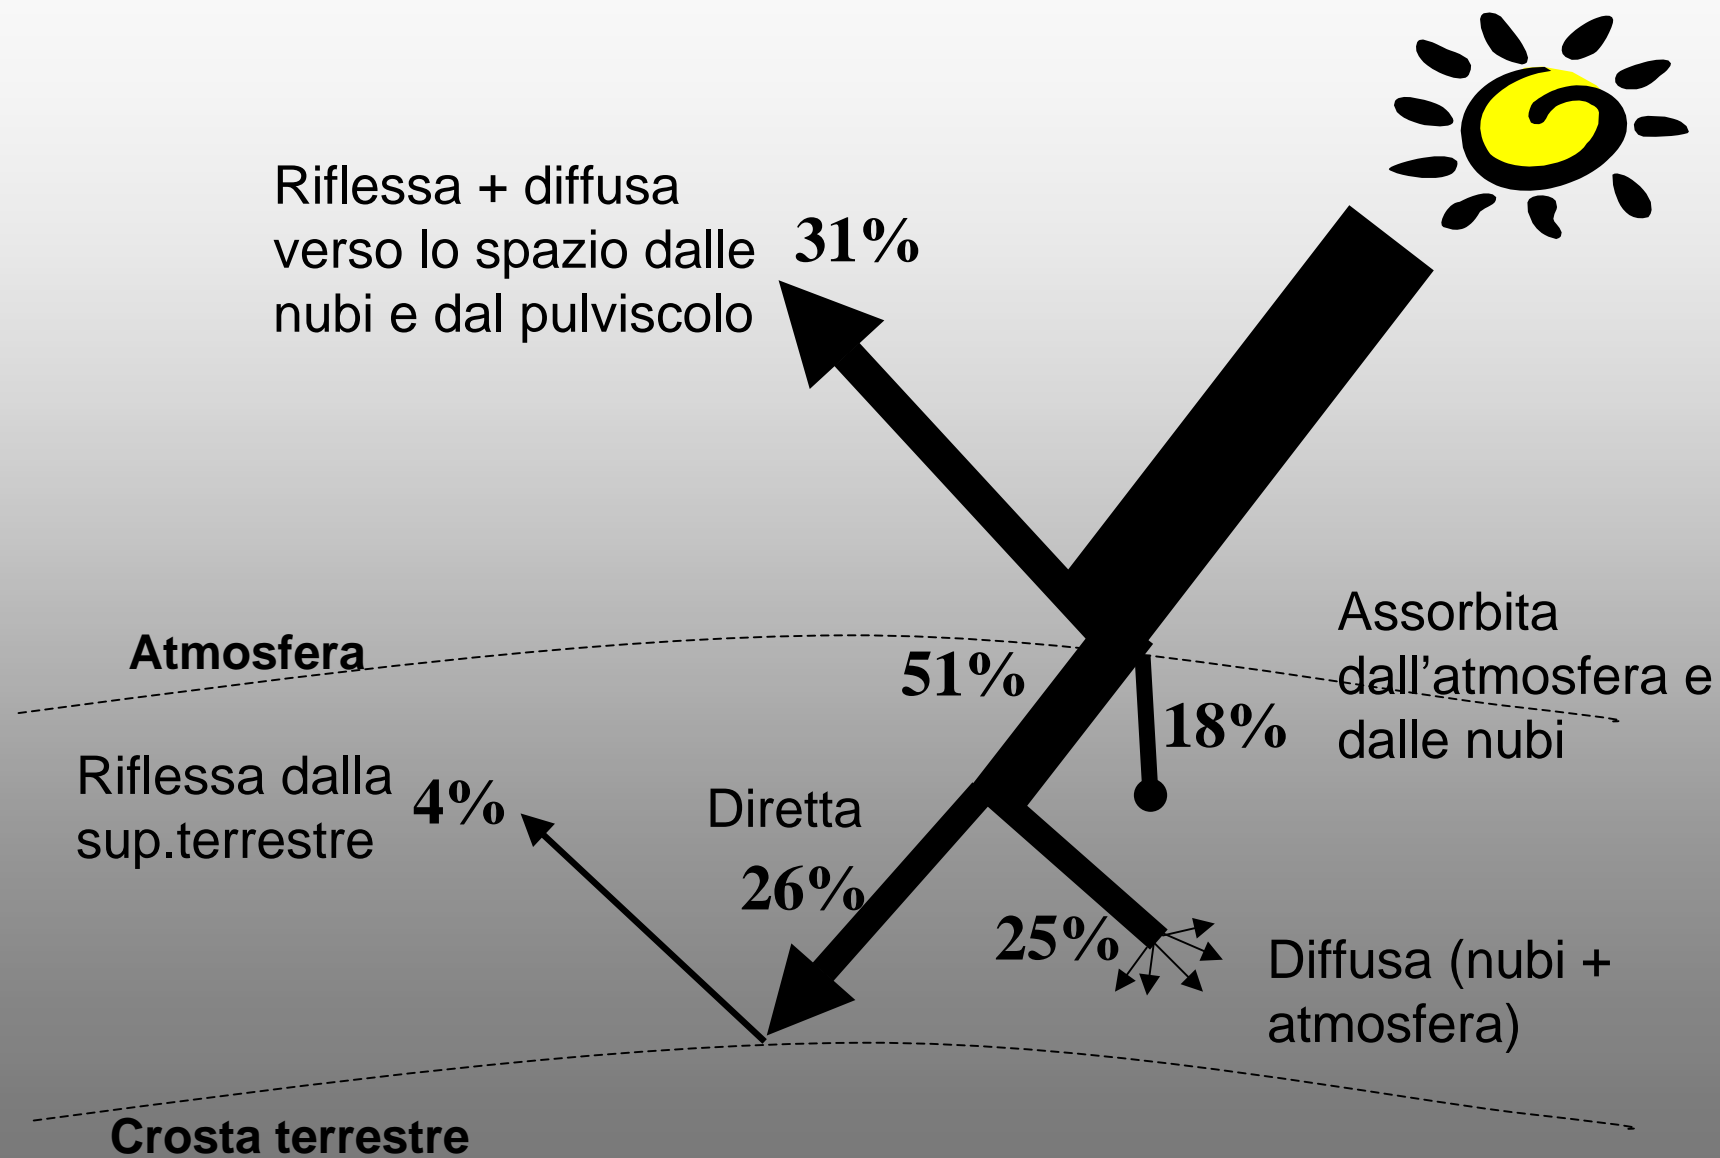 Riflessa + diffusa
verso lo spazio dalle
nubi e dal pulviscolo
31%
Atmosfera
51%
18%
Assorbita
dall’atmosfera e
dalle nubi
Riflessa dalla
sup.terrestre
4%
Diretta
26%
25%
Diffusa (nubi +
atmosfera)
Crosta terrestre